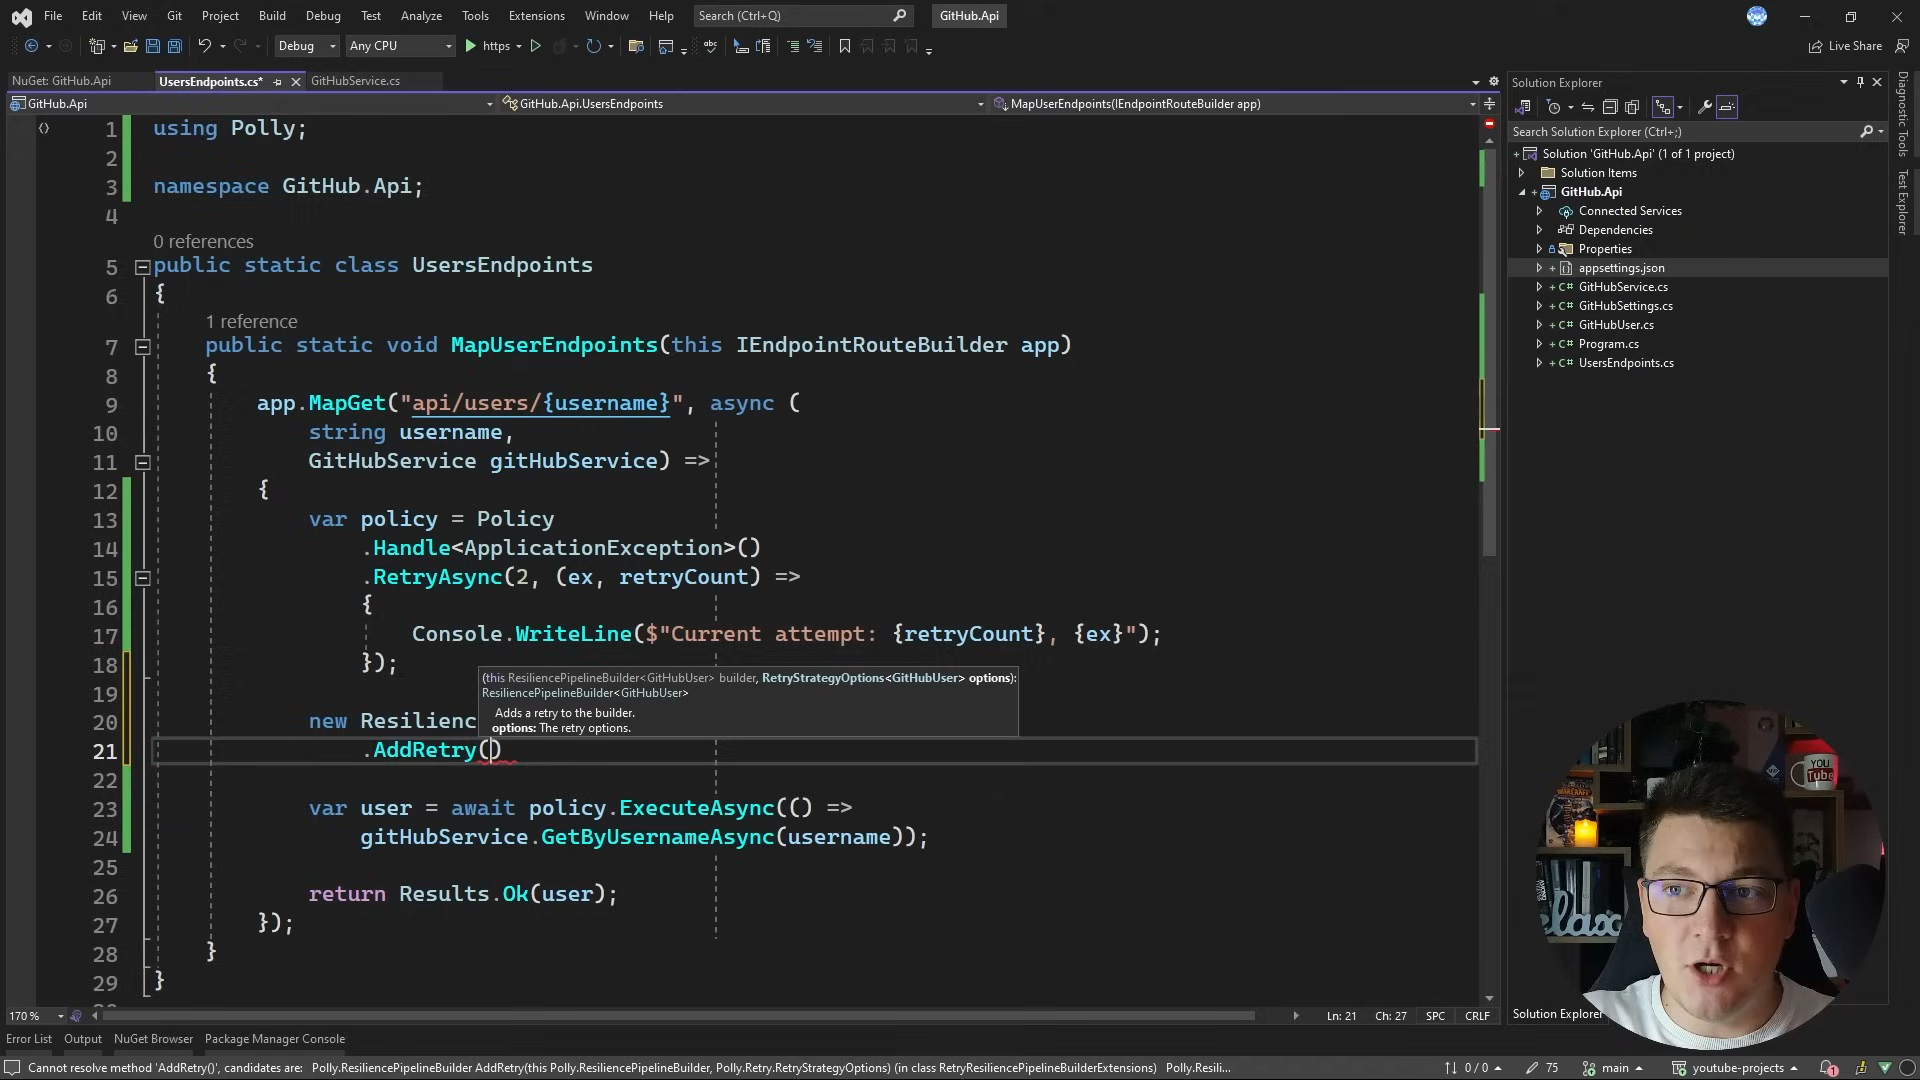 File Edit View Git Project Build Debug Test Analyze Tools Extensions Window Help Search (Ctrl+Q) GitHub.Api
Debug Any CPU https Live Share
NuGet: GitHub.Api UsersEndpoints.cs* GitHubService.cs
GitHub.Api GitHub.Api.UsersEndpoints MapUserEndpoints(IEndpointRouteBuilder app)
1 using Polly;
2
3 namespace GitHub.Api;
4
0 references
5 public static class UsersEndpoints
6 {
1 reference
7 public static void MapUserEndpoints(this IEndpointRouteBuilder app)
8 {
9 app.MapGet("api/users/{username}", async (
10 string username,
11 GitHubService gitHubService) =>
12 {
13 var policy = Policy
14 .Handle<ApplicationException>()
15 .RetryAsync(2, (ex, retryCount) =>
16 {
17 Console.WriteLine($"Current attempt: {retryCount}, {ex}");
18 });
19
20 new Resilienc
21 .AddRetry()
22
23 var user = await policy.ExecuteAsync(() =>
24 gitHubService.GetByUsernameAsync(username));
25
26 return Results.Ok(user);
27 });
28 }
29 }
(this ResiliencePipelineBuilder<GitHubUser> builder, RetryStrategyOptions<GitHubUser> options):
ResiliencePipelineBuilder<GitHubUser>
Adds a retry to the builder.
options: The retry options.
170 % Ln: 21 Ch: 27 SPC CRLF
Error List Output NuGet Browser Package Manager Console
Cannot resolve method 'AddRetry()', candidates are: Polly.ResiliencePipelineBuilder AddRetry(this Polly.ResiliencePipelineBuilder, Polly.Retry.RetryStrategyOptions) (in class RetryResiliencePipelineBuilderExtensions) Polly.Resili...
0 / 0 75 main youtube-projects 1
Solution Explorer
Search Solution Explorer (Ctrl+;)
Solution 'GitHub.Api' (1 of 1 project)
Solution Items
GitHub.Api
Connected Services
Dependencies
Properties
appsettings.json
C# GitHubService.cs
C# GitHubSettings.cs
C# GitHubUser.cs
C# Program.cs
C# UsersEndpoints.cs
Solution Explorer
Diagnostic Tools
Test Explorer
YOU
Tube
relax